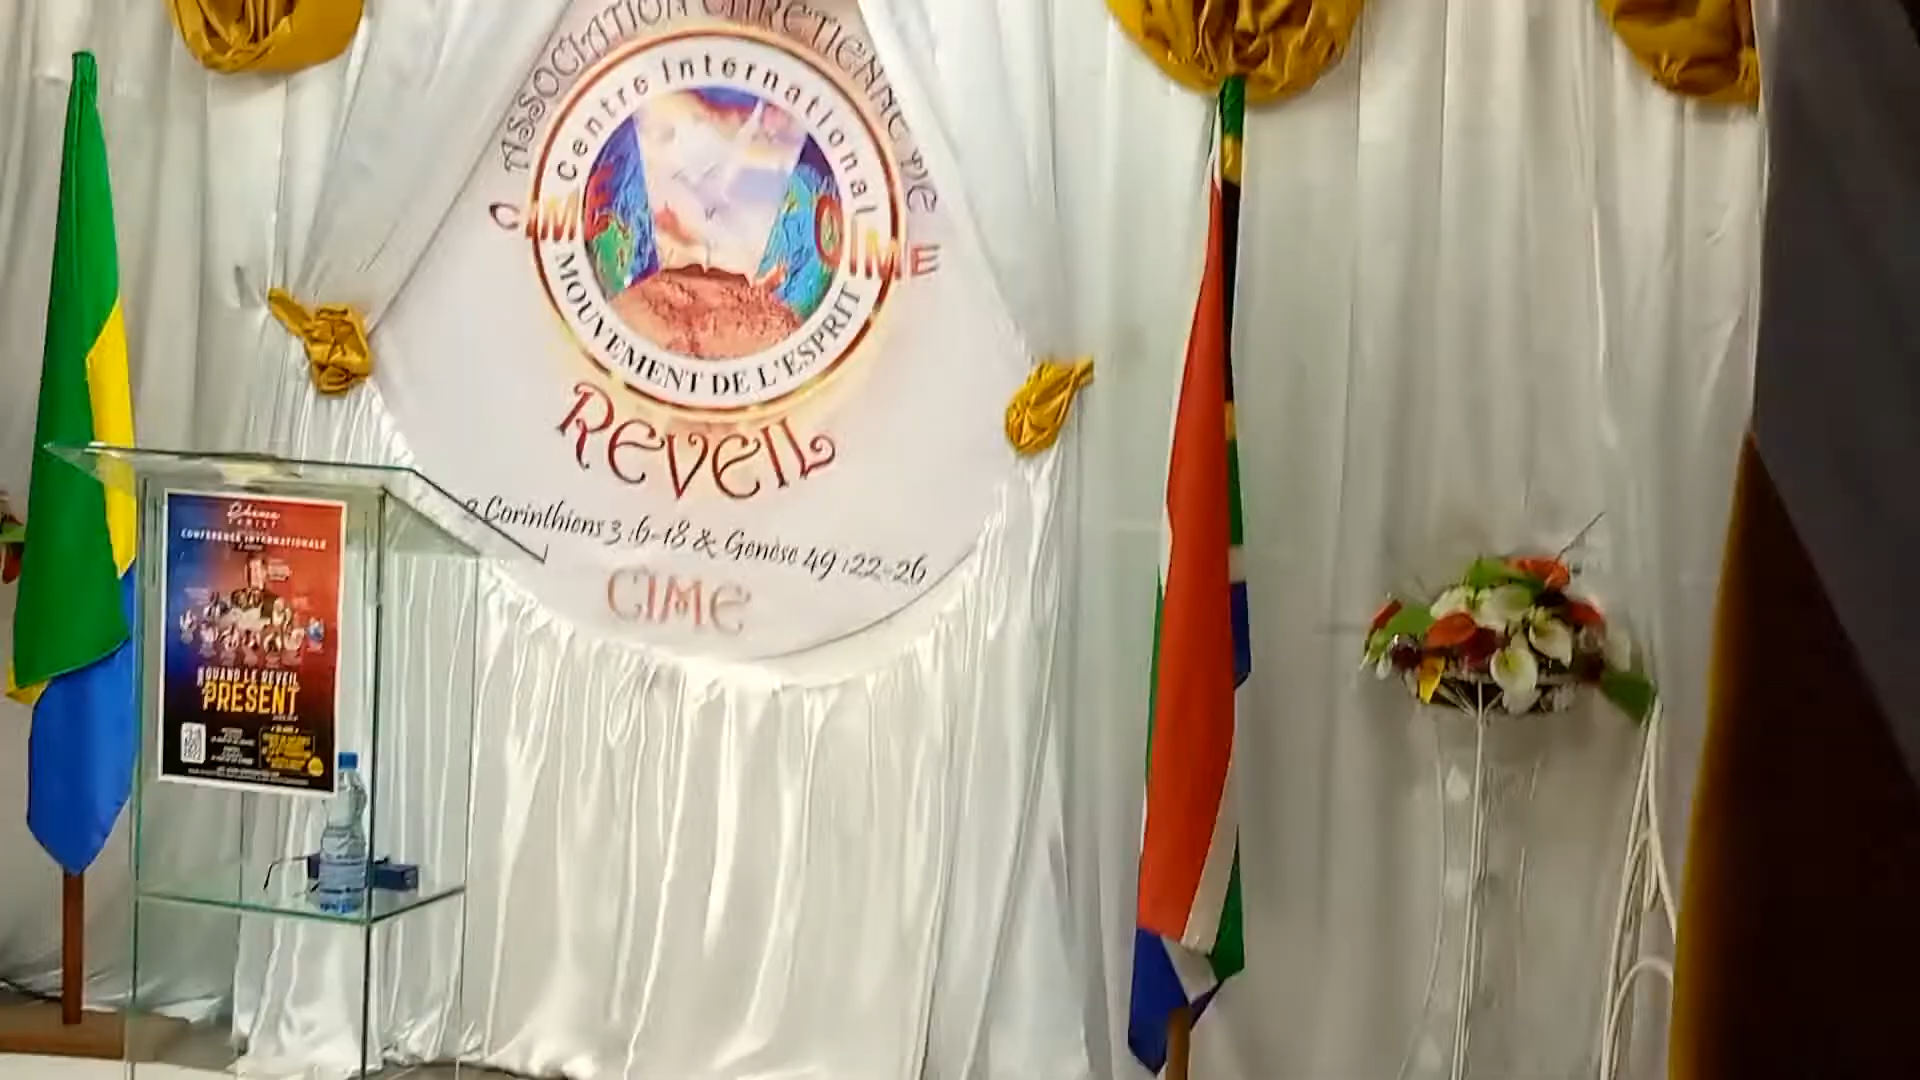 ASSOCIATION CHRETIENNE DE
Centre International
CIME CIME
MOUVEMENT DE L'ESPRIT
REVEIL
2 Corinthiens 3 :6-18 & Genèse 49 :22-26
CIME
CONFERENCE INTERNATIONALE
QUAND LE REVEIL
PRESENT